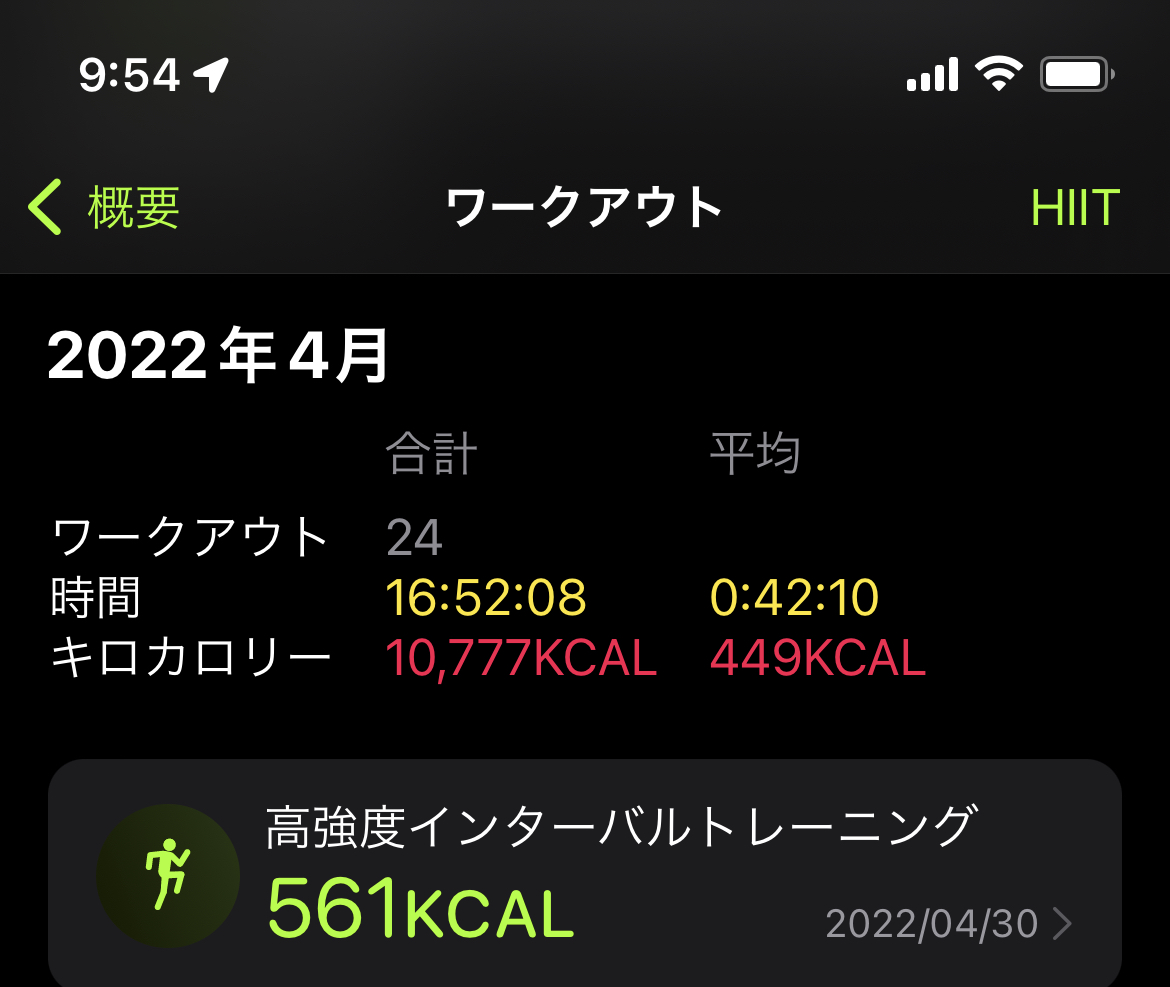 9:54
概要 ワークアウト HIIT
2022年4月
合計 平均
ワークアウト 24
時間 16:52:08 0:42:10
キロカロリー 10,777KCAL 449KCAL
高強度インターバルトレーニング
561KCAL 2022/04/30